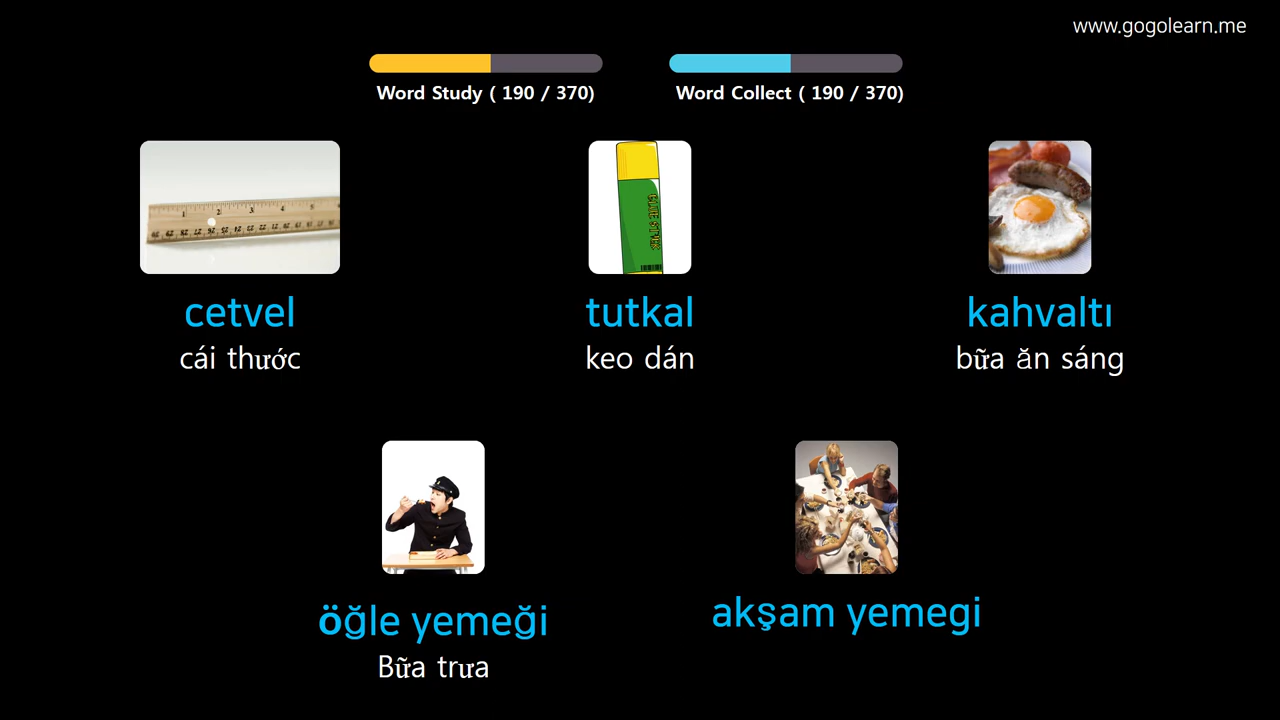 www.gogolearn.me
Word Study ( 190 / 370)
Word Collect ( 190 / 370)
cetvel
cái thước
tutkal
keo dán
kahvaltı
bữa ăn sáng
öğle yemeği
Bữa trưa
akşam yemegi